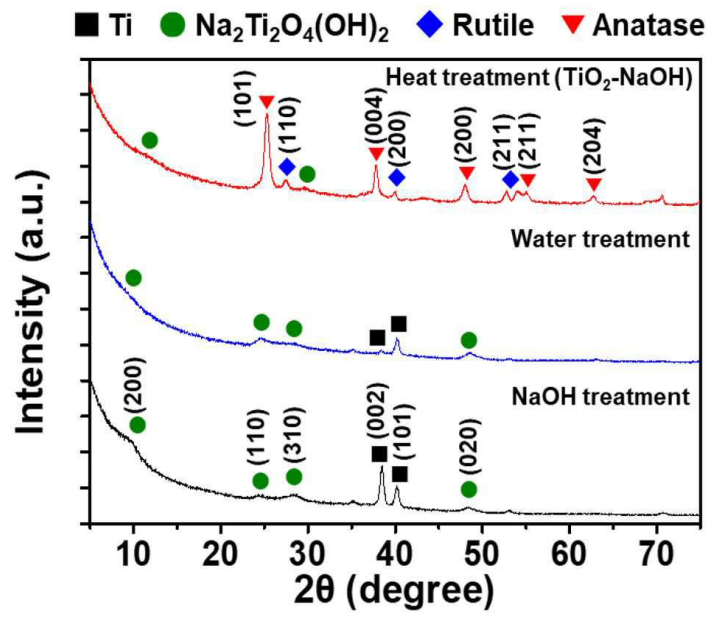 Ti Na₂Ti₂O₄(OH)₂ Rutile Anatase
Heat treatment (TiO₂-NaOH)
(101)
(110)
(004)
(200)
(200)
(211)
(211)
(204)
Water treatment
NaOH treatment
(200)
(110)
(310)
(002)
(101)
(020)
Intensity (a.u.)
10 20 30 40 50 60 70
2θ (degree)